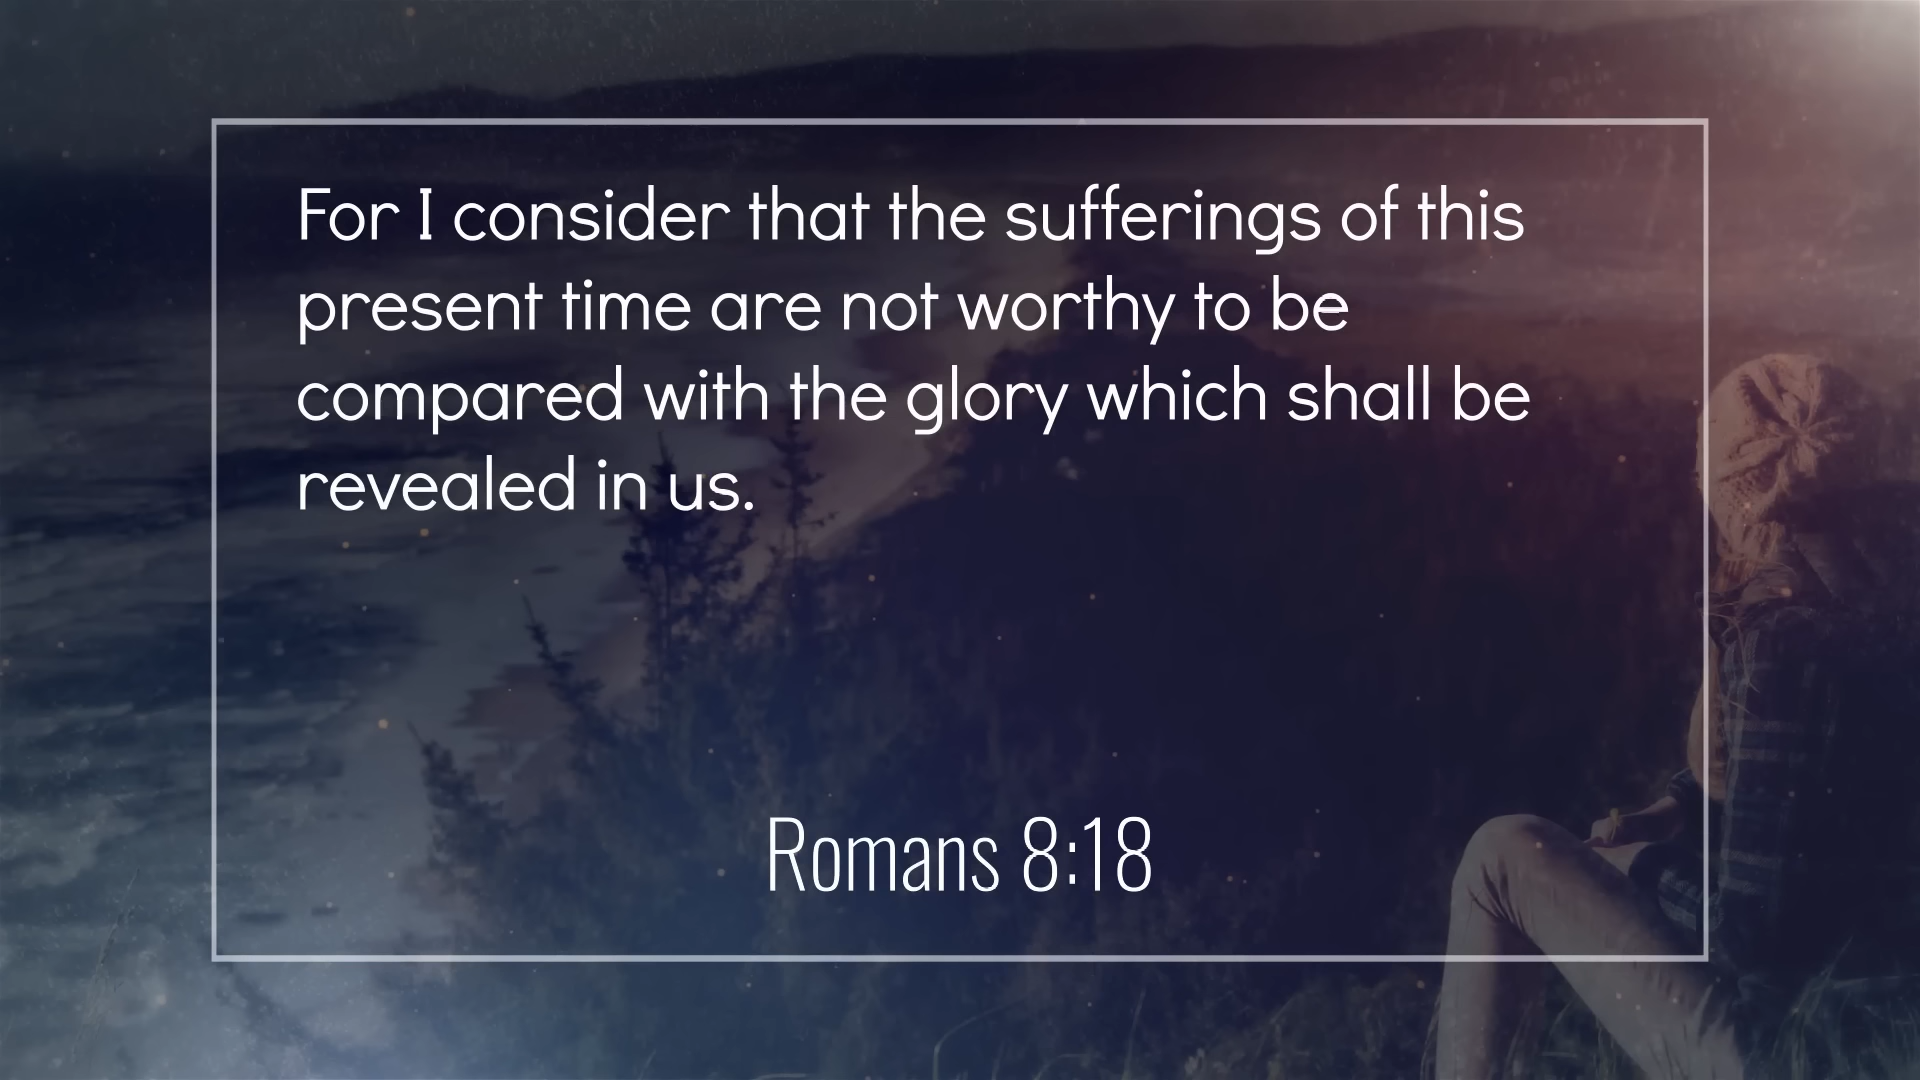 For I consider that the sufferings of this
present time are not worthy to be
compared with the glory which shall be
revealed in us.
Romans 8:18